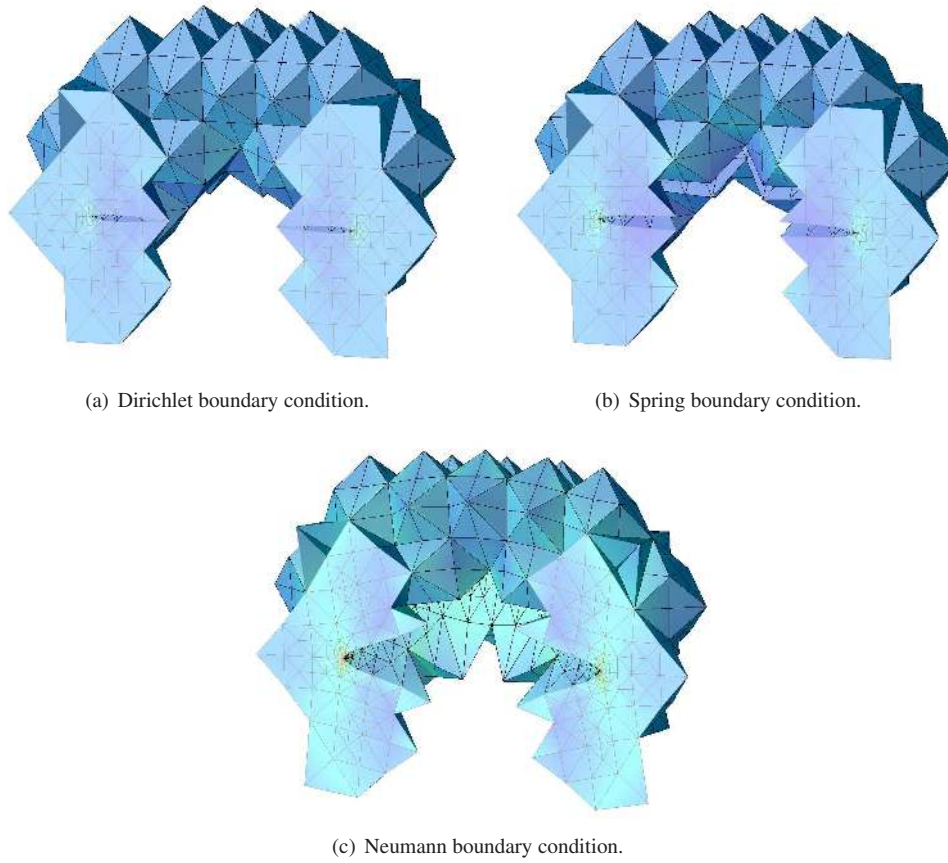 (a) Dirichlet boundary condition.
(b) Spring boundary condition.
(c) Neumann boundary condition.